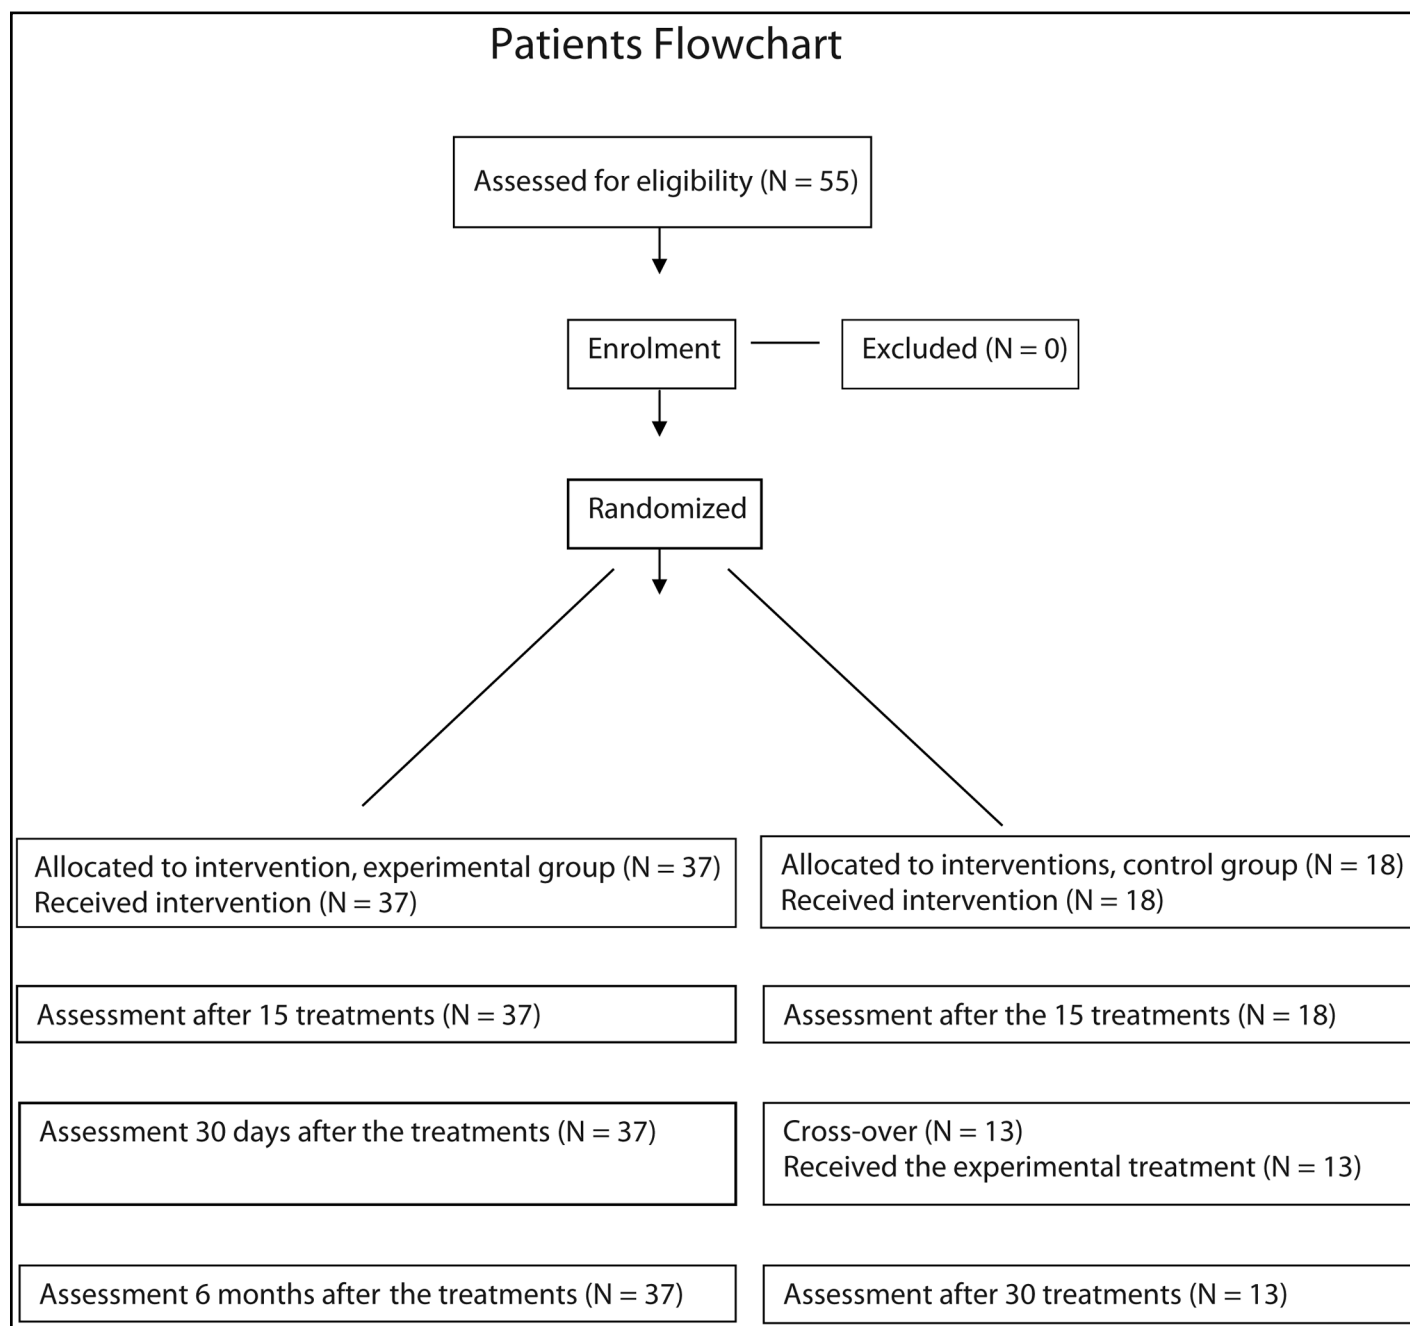 Patients Flowchart
Assessed for eligibility (N = 55)
Enrolment
Excluded (N = 0)
Randomized
Allocated to intervention, experimental group (N = 37)
Received intervention (N = 37)
Allocated to interventions, control group (N = 18)
Received intervention (N = 18)
Assessment after 15 treatments (N = 37)
Assessment after the 15 treatments (N = 18)
Assessment 30 days after the treatments (N = 37)
Cross-over (N = 13)
Received the experimental treatment (N = 13)
Assessment 6 months after the treatments (N = 37)
Assessment after 30 treatments (N = 13)